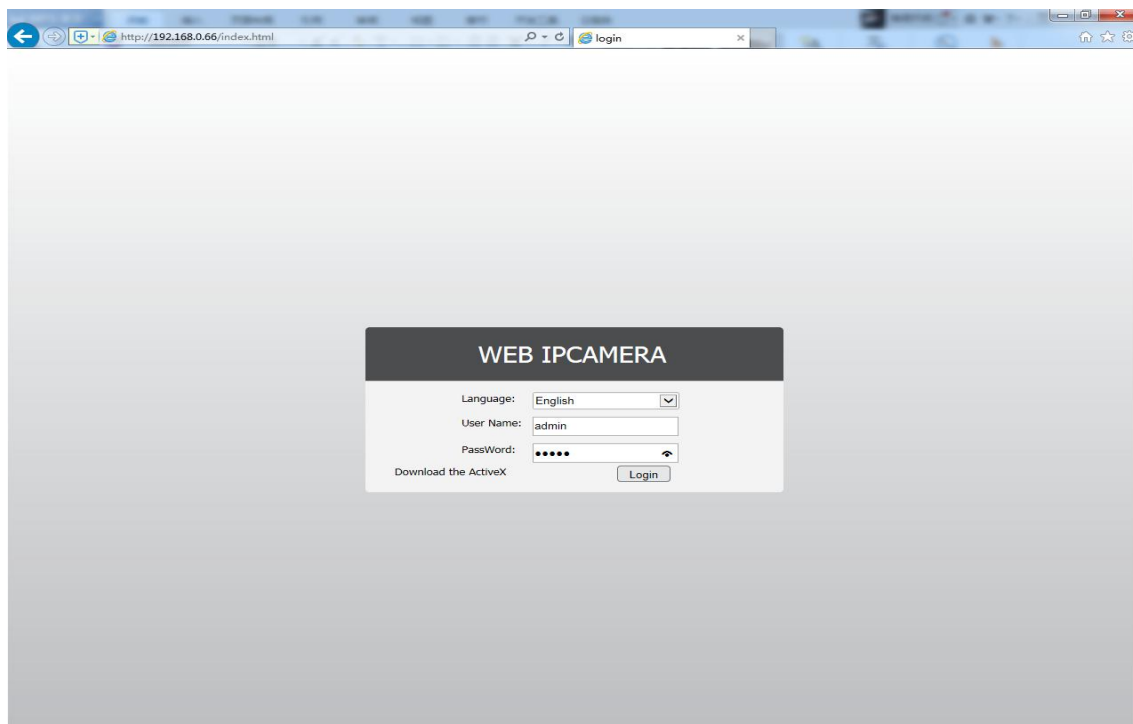 http://192.168.0.66/index.html
login
WEB IPCAMERA
Language: English
User Name: admin
PassWord: •••••
Download the ActiveX Login